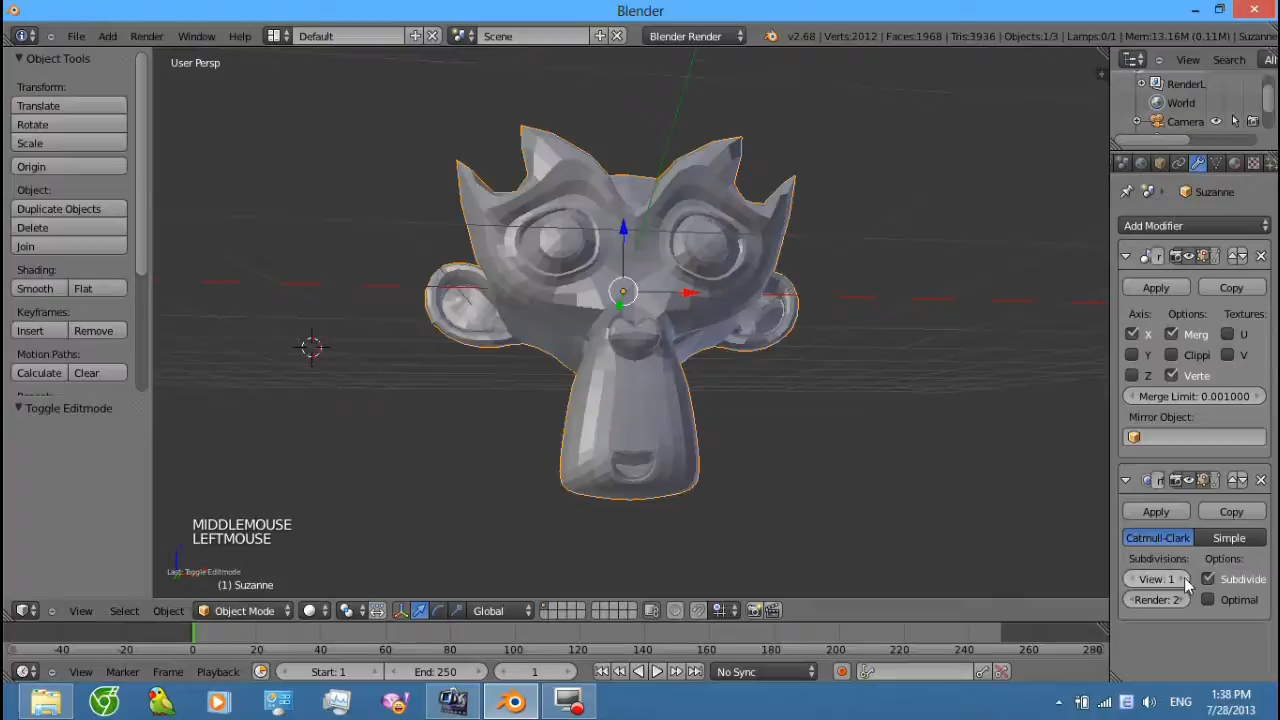 Blender
File Add Render Window Help Default Scene Blender Render v2.68 | Verts:2012 | Faces:1968 | Tris:3936 | Objects:1/3 | Lamps:0/1 | Mem:13.16M (0.11M) | Suzanne
Object Tools
Transform:
Translate
Rotate
Scale
Origin
Object:
Duplicate Objects
Delete
Join
Shading:
Smooth Flat
Keyframes:
Insert Remove
Motion Paths:
Calculate Clear
Toggle Editmode
User Persp
MIDDLEMOUSE
LEFTMOUSE
Last: Toggle Editmode
(1) Suzanne
View Search All
RenderL
World
Camera
Suzanne
Add Modifier
Apply Copy
Axis: Options: Textures:
X Merg U
Y Clippi V
Z Verte
Merge Limit: 0.001000
Mirror Object:
Apply Copy
Catmull-Clark Simple
Subdivisions: Options:
View: 1 Subdivide
Render: 2 Optimal
View Select Object Object Mode Global
-40 -20 0 20 40 60 80 100 120 140 160 180 200 220 240 260 280
View Marker Frame Playback Start: 1 End: 250 1 No Sync
ENG
1:38 PM
7/28/2013